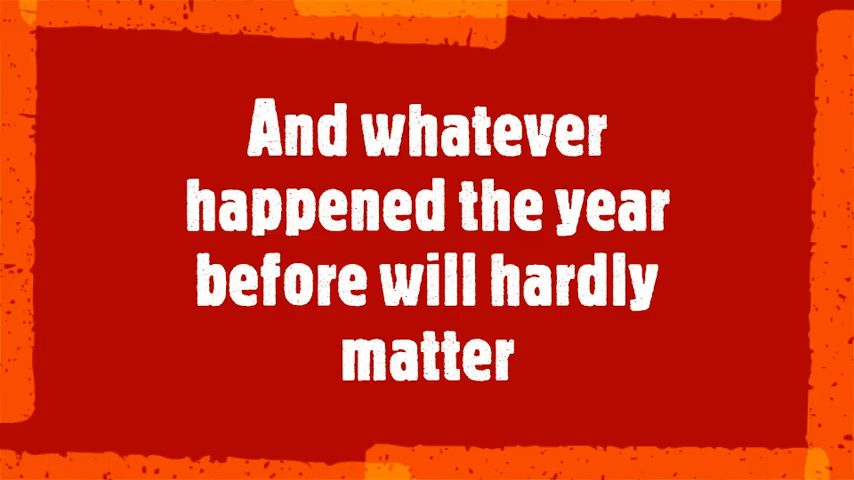 And whatever
happened the year
before will hardly
matter